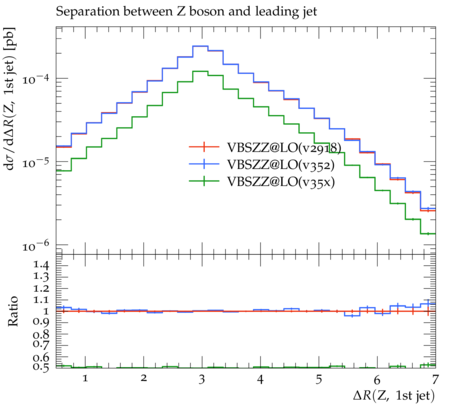 Separation between Z boson and leading jet
dσ/dΔR(Z, 1st jet) [pb]
10⁻⁴
10⁻⁵
10⁻⁶
VBSZZ@LO(v2918)
VBSZZ@LO(v352)
VBSZZ@LO(v35x)
Ratio
1.4
1.3
1.2
1.1
1
0.9
0.8
0.7
0.6
0.5
1 2 3 4 5 6 7
ΔR(Z, 1st jet)